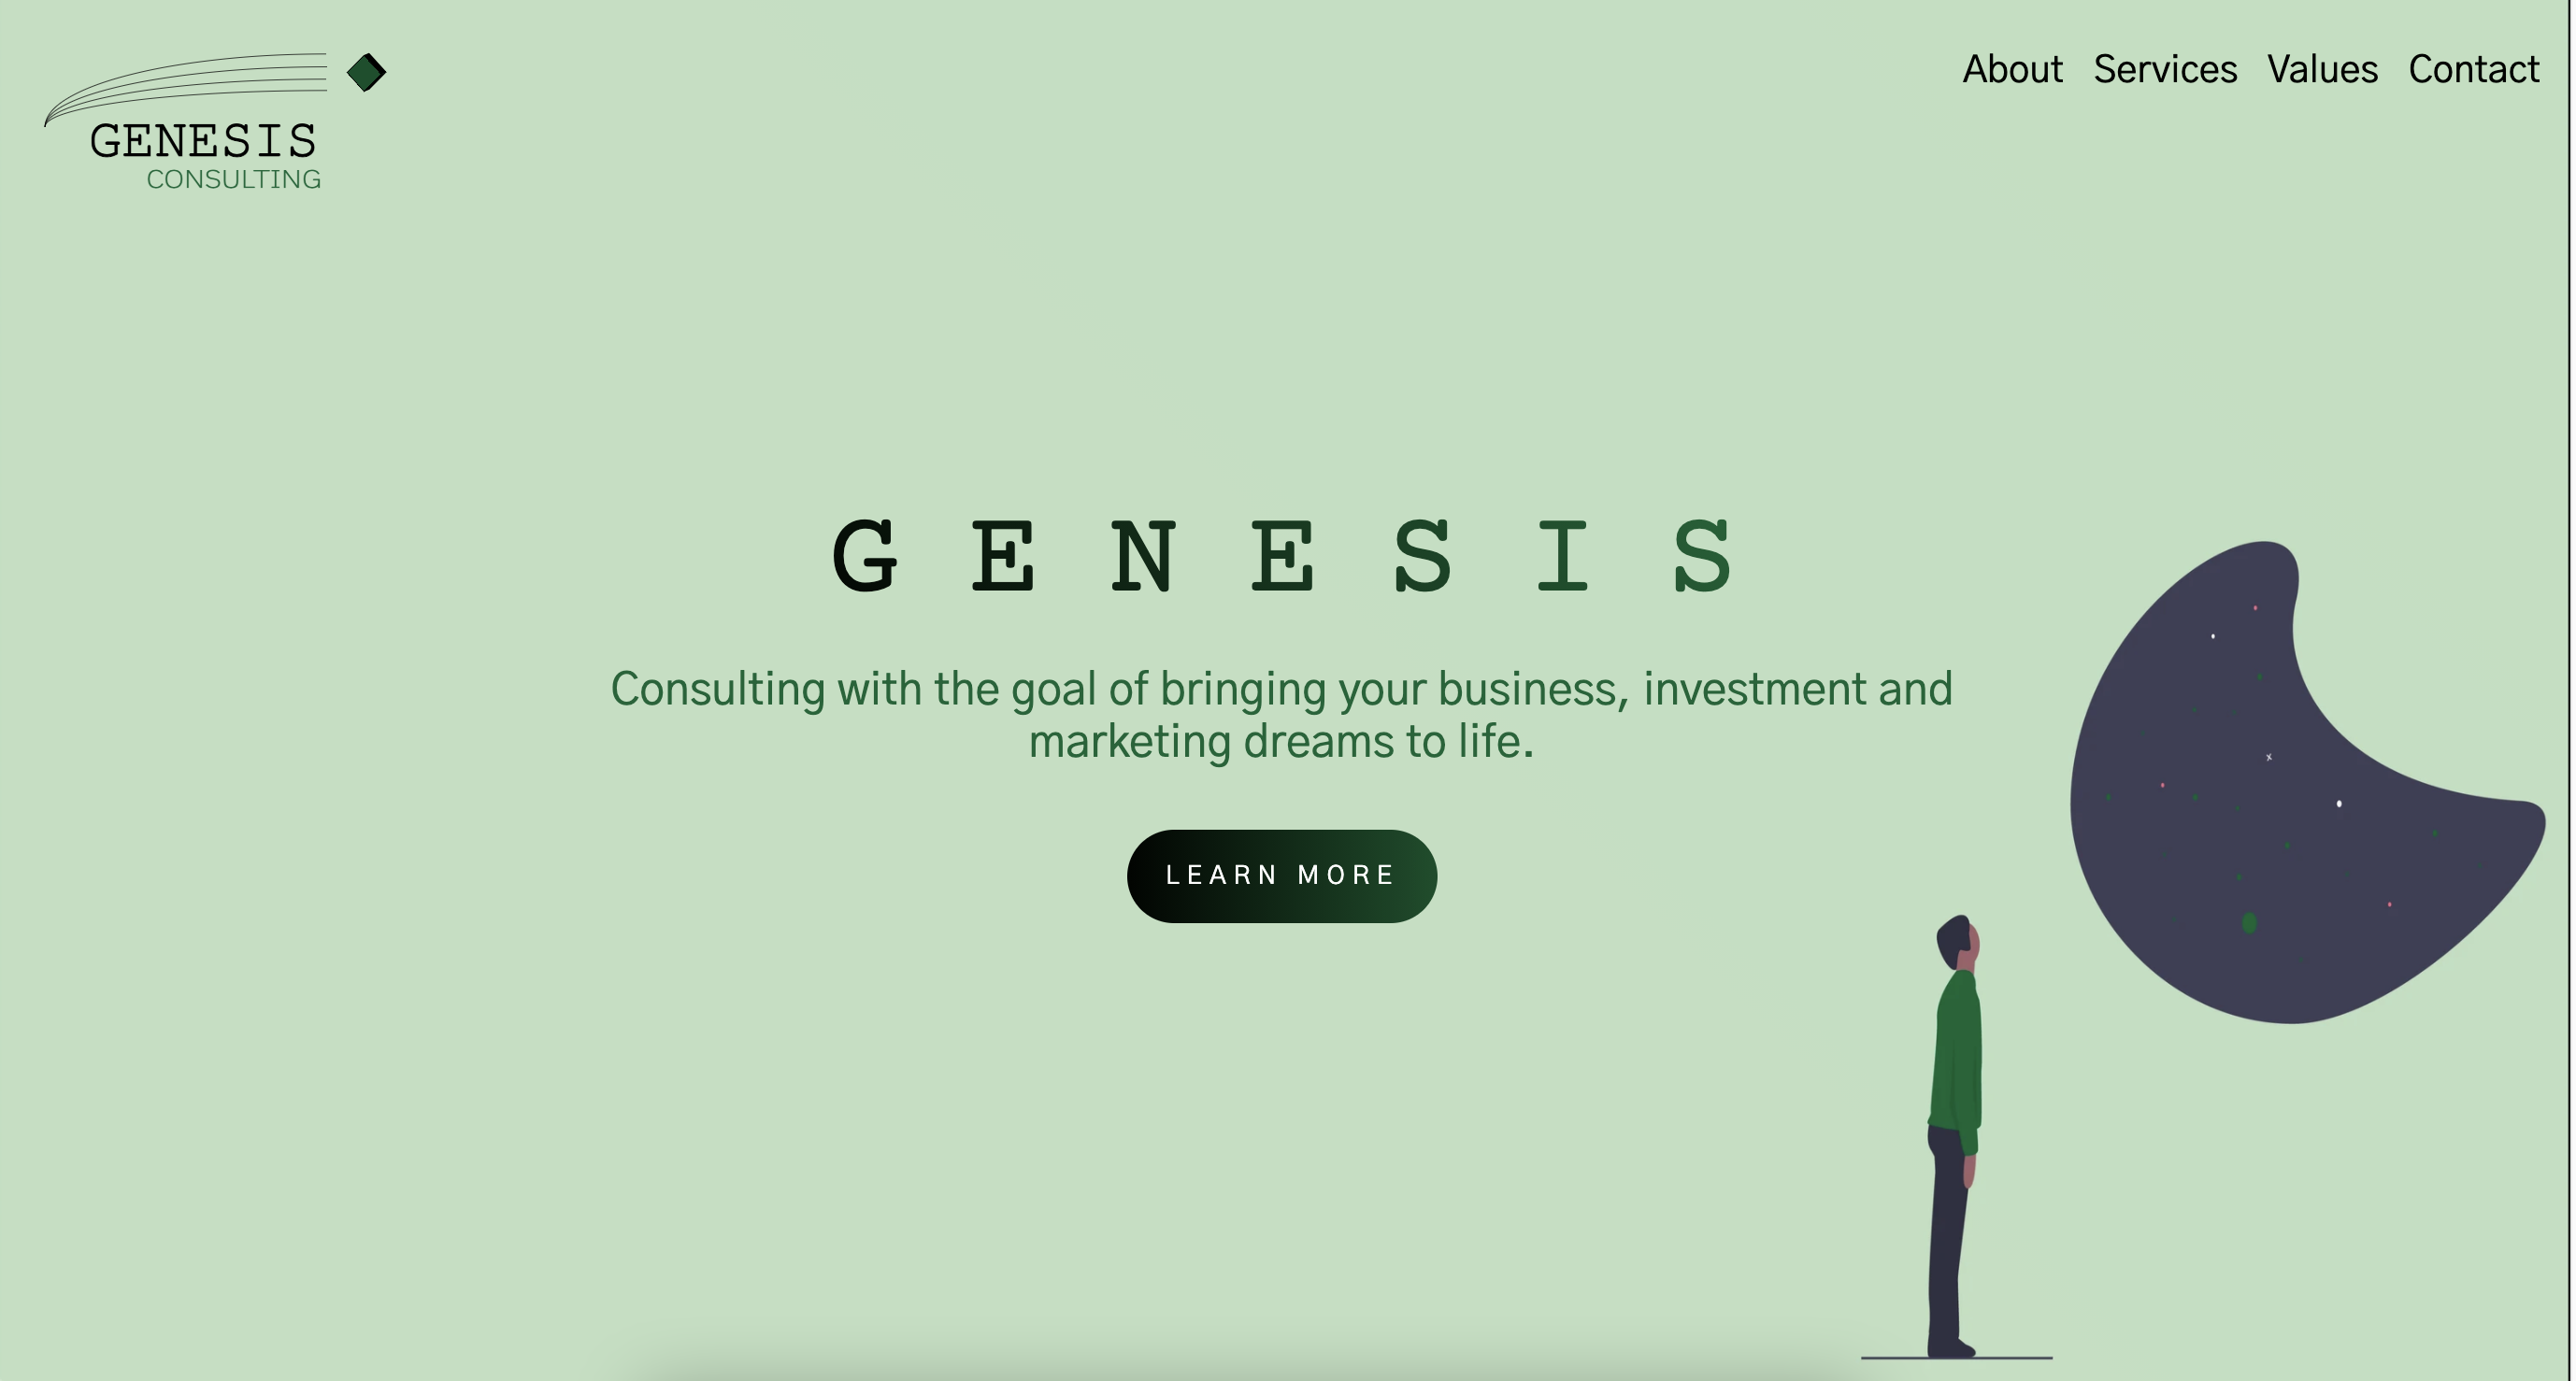 GENESIS
CONSULTING
About Services Values Contact
GENESIS
Consulting with the goal of bringing your business, investment and
marketing dreams to life.
LEARN MORE